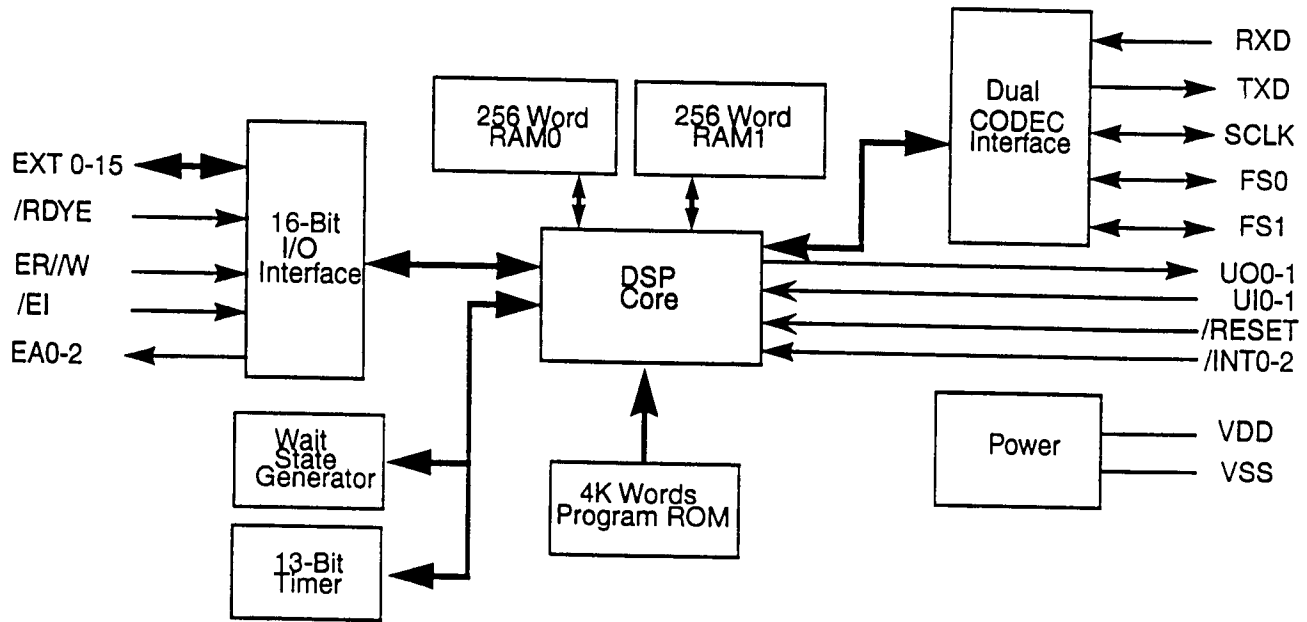 RXD
TXD
SCLK
FS0
FS1
Dual
CODEC
Interface
256 Word
RAM0
256 Word
RAM1
EXT 0-15
/RDYE
ER//W
/EI
EA0-2
16-Bit
I/O
Interface
DSP
Core
UO0-1
UI0-1
/RESET
/INT0-2
Wait
State
Generator
4K Words
Program ROM
13-Bit
Timer
Power
VDD
VSS